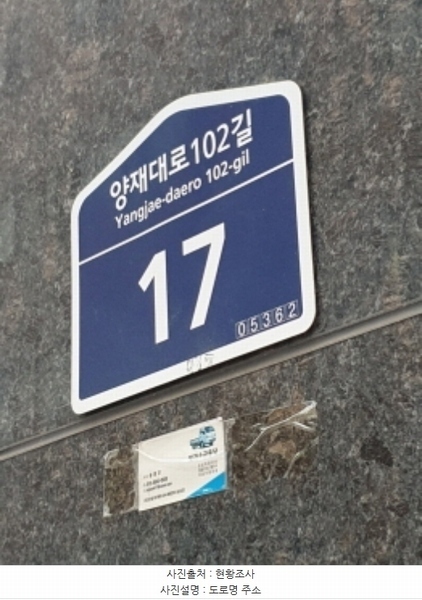 양재대로102길
Yangjae-daero 102-gil
17
05362
사진출처 : 현황조사
사진설명 : 도로명 주소